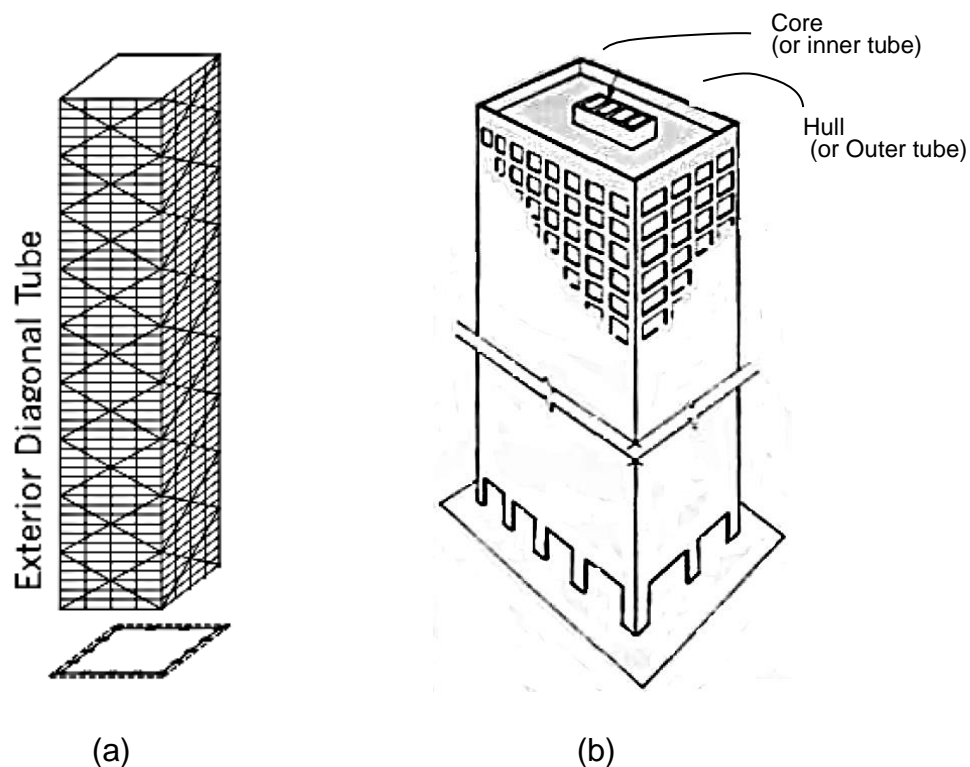 Exterior Diagonal Tube
Core
(or inner tube)
Hull
(or Outer tube)
(a)
(b)